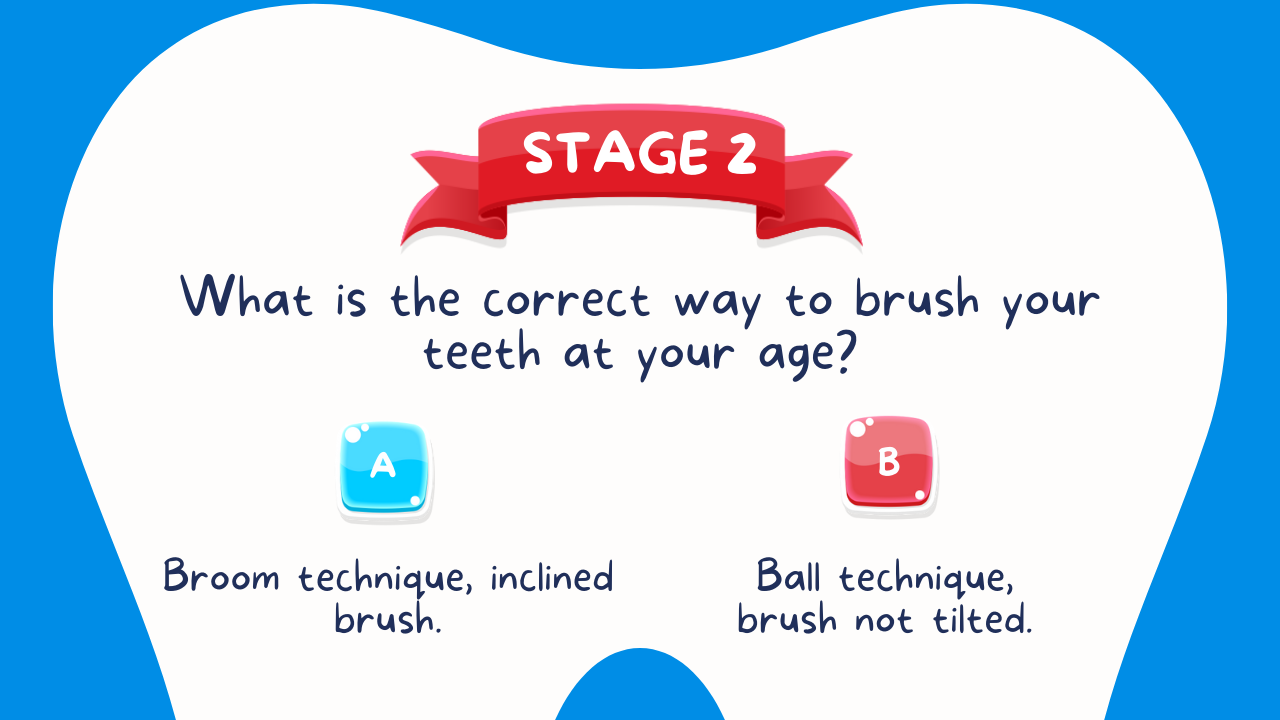 STAGE 2
What is the correct way to brush your
teeth at your age?
A
B
Broom technique, inclined
brush.
Ball technique,
brush not tilted.